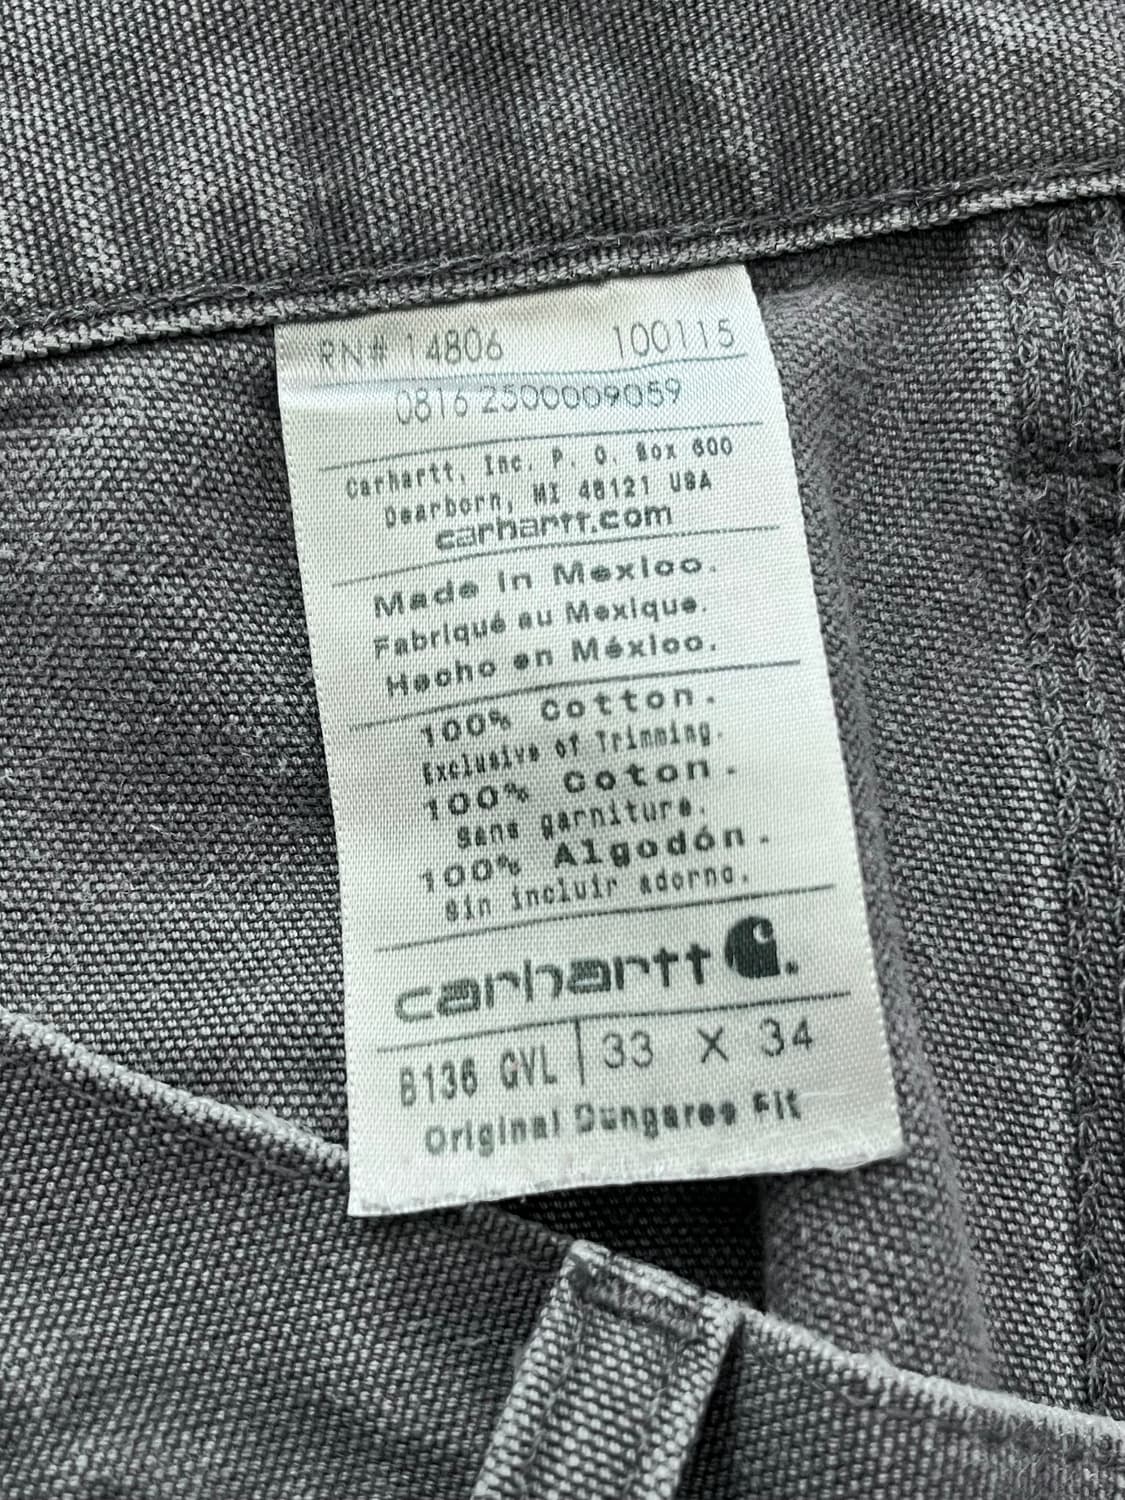 RN# 14806 100115
0816 2500009059
Carhartt, Inc. P. O. Box 600
Dearborn, MI 48121 USA
carhartt.com
Made in Mexico.
Fabriqué au Mexique.
Hecho en México.
100% Cotton.
Exclusive of Trimming.
100% Coton.
Sans garniture.
100% Algodón.
Sin incluir adorno.
carhartt
B136 GVL 33 X 34
Original Dungaree Fit